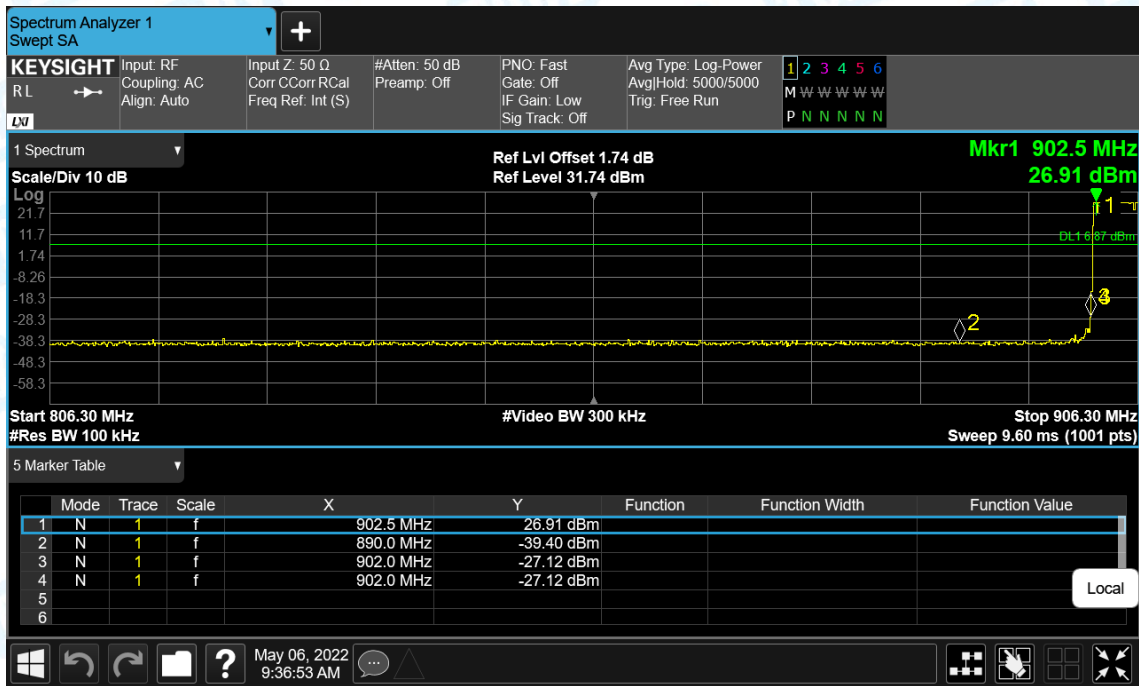 Spectrum Analyzer 1
Swept SA
+
KEYSIGHT
RL
LXI
Input: RF
Coupling: AC
Align: Auto
Input Z: 50 Ω
Corr CCorr RCal
Freq Ref: Int (S)
#Atten: 50 dB
Preamp: Off
PNO: Fast
Gate: Off
IF Gain: Low
Sig Track: Off
Avg Type: Log-Power
Avg|Hold: 5000/5000
Trig: Free Run
1 2 3 4 5 6
M W W W W W
P N N N N N
1 Spectrum
Scale/Div 10 dB
Ref Lvl Offset 1.74 dB
Ref Level 31.74 dBm
Mkr1 902.5 MHz
26.91 dBm
Log
21.7
11.7
1.74
-8.26
-18.3
-28.3
-38.3
-48.3
-58.3
1
DL1 6.87 dBm
2
Start 806.30 MHz
#Res BW 100 kHz
#Video BW 300 kHz
Stop 906.30 MHz
Sweep 9.60 ms (1001 pts)
5 Marker Table
Mode Trace Scale X Y Function Function Width Function Value
1 N 1 f 902.5 MHz 26.91 dBm
2 N 1 f 890.0 MHz -39.40 dBm
3 N 1 f 902.0 MHz -27.12 dBm
4 N 1 f 902.0 MHz -27.12 dBm
5
6
Local
?
May 06, 2022
9:36:53 AM